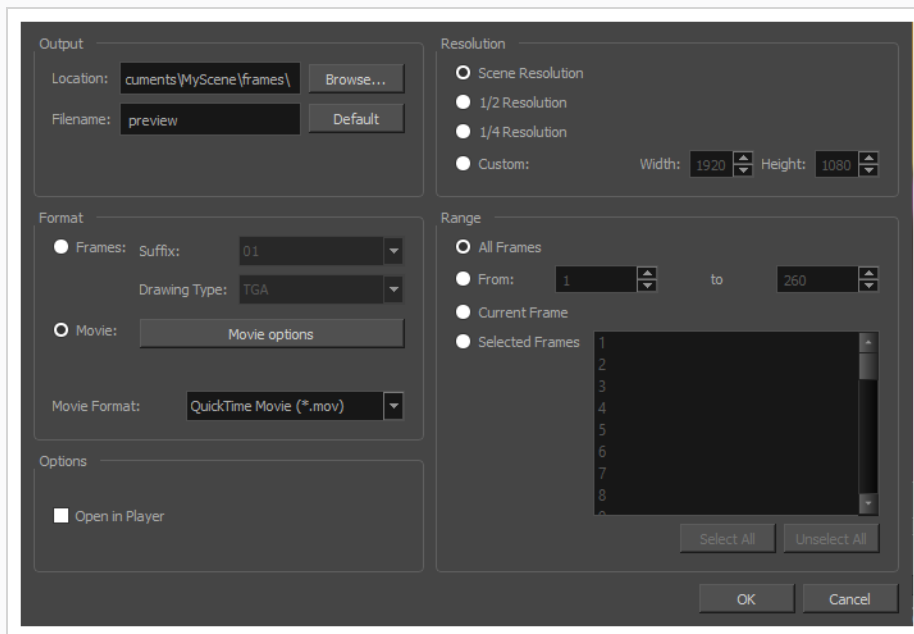 Output
Location: cuments\MyScene\frames\ Browse...
Filename: preview Default
Format
Frames: Suffix: 01
Drawing Type: TGA
Movie: Movie options
Movie Format: QuickTime Movie (*.mov)
Options
Open in Player
Resolution
Scene Resolution
1/2 Resolution
1/4 Resolution
Custom: Width: 1920 Height: 1080
Range
All Frames
From: 1 to 260
Current Frame
Selected Frames 1
2
3
4
5
6
7
8
Select All Unselect All
OK Cancel